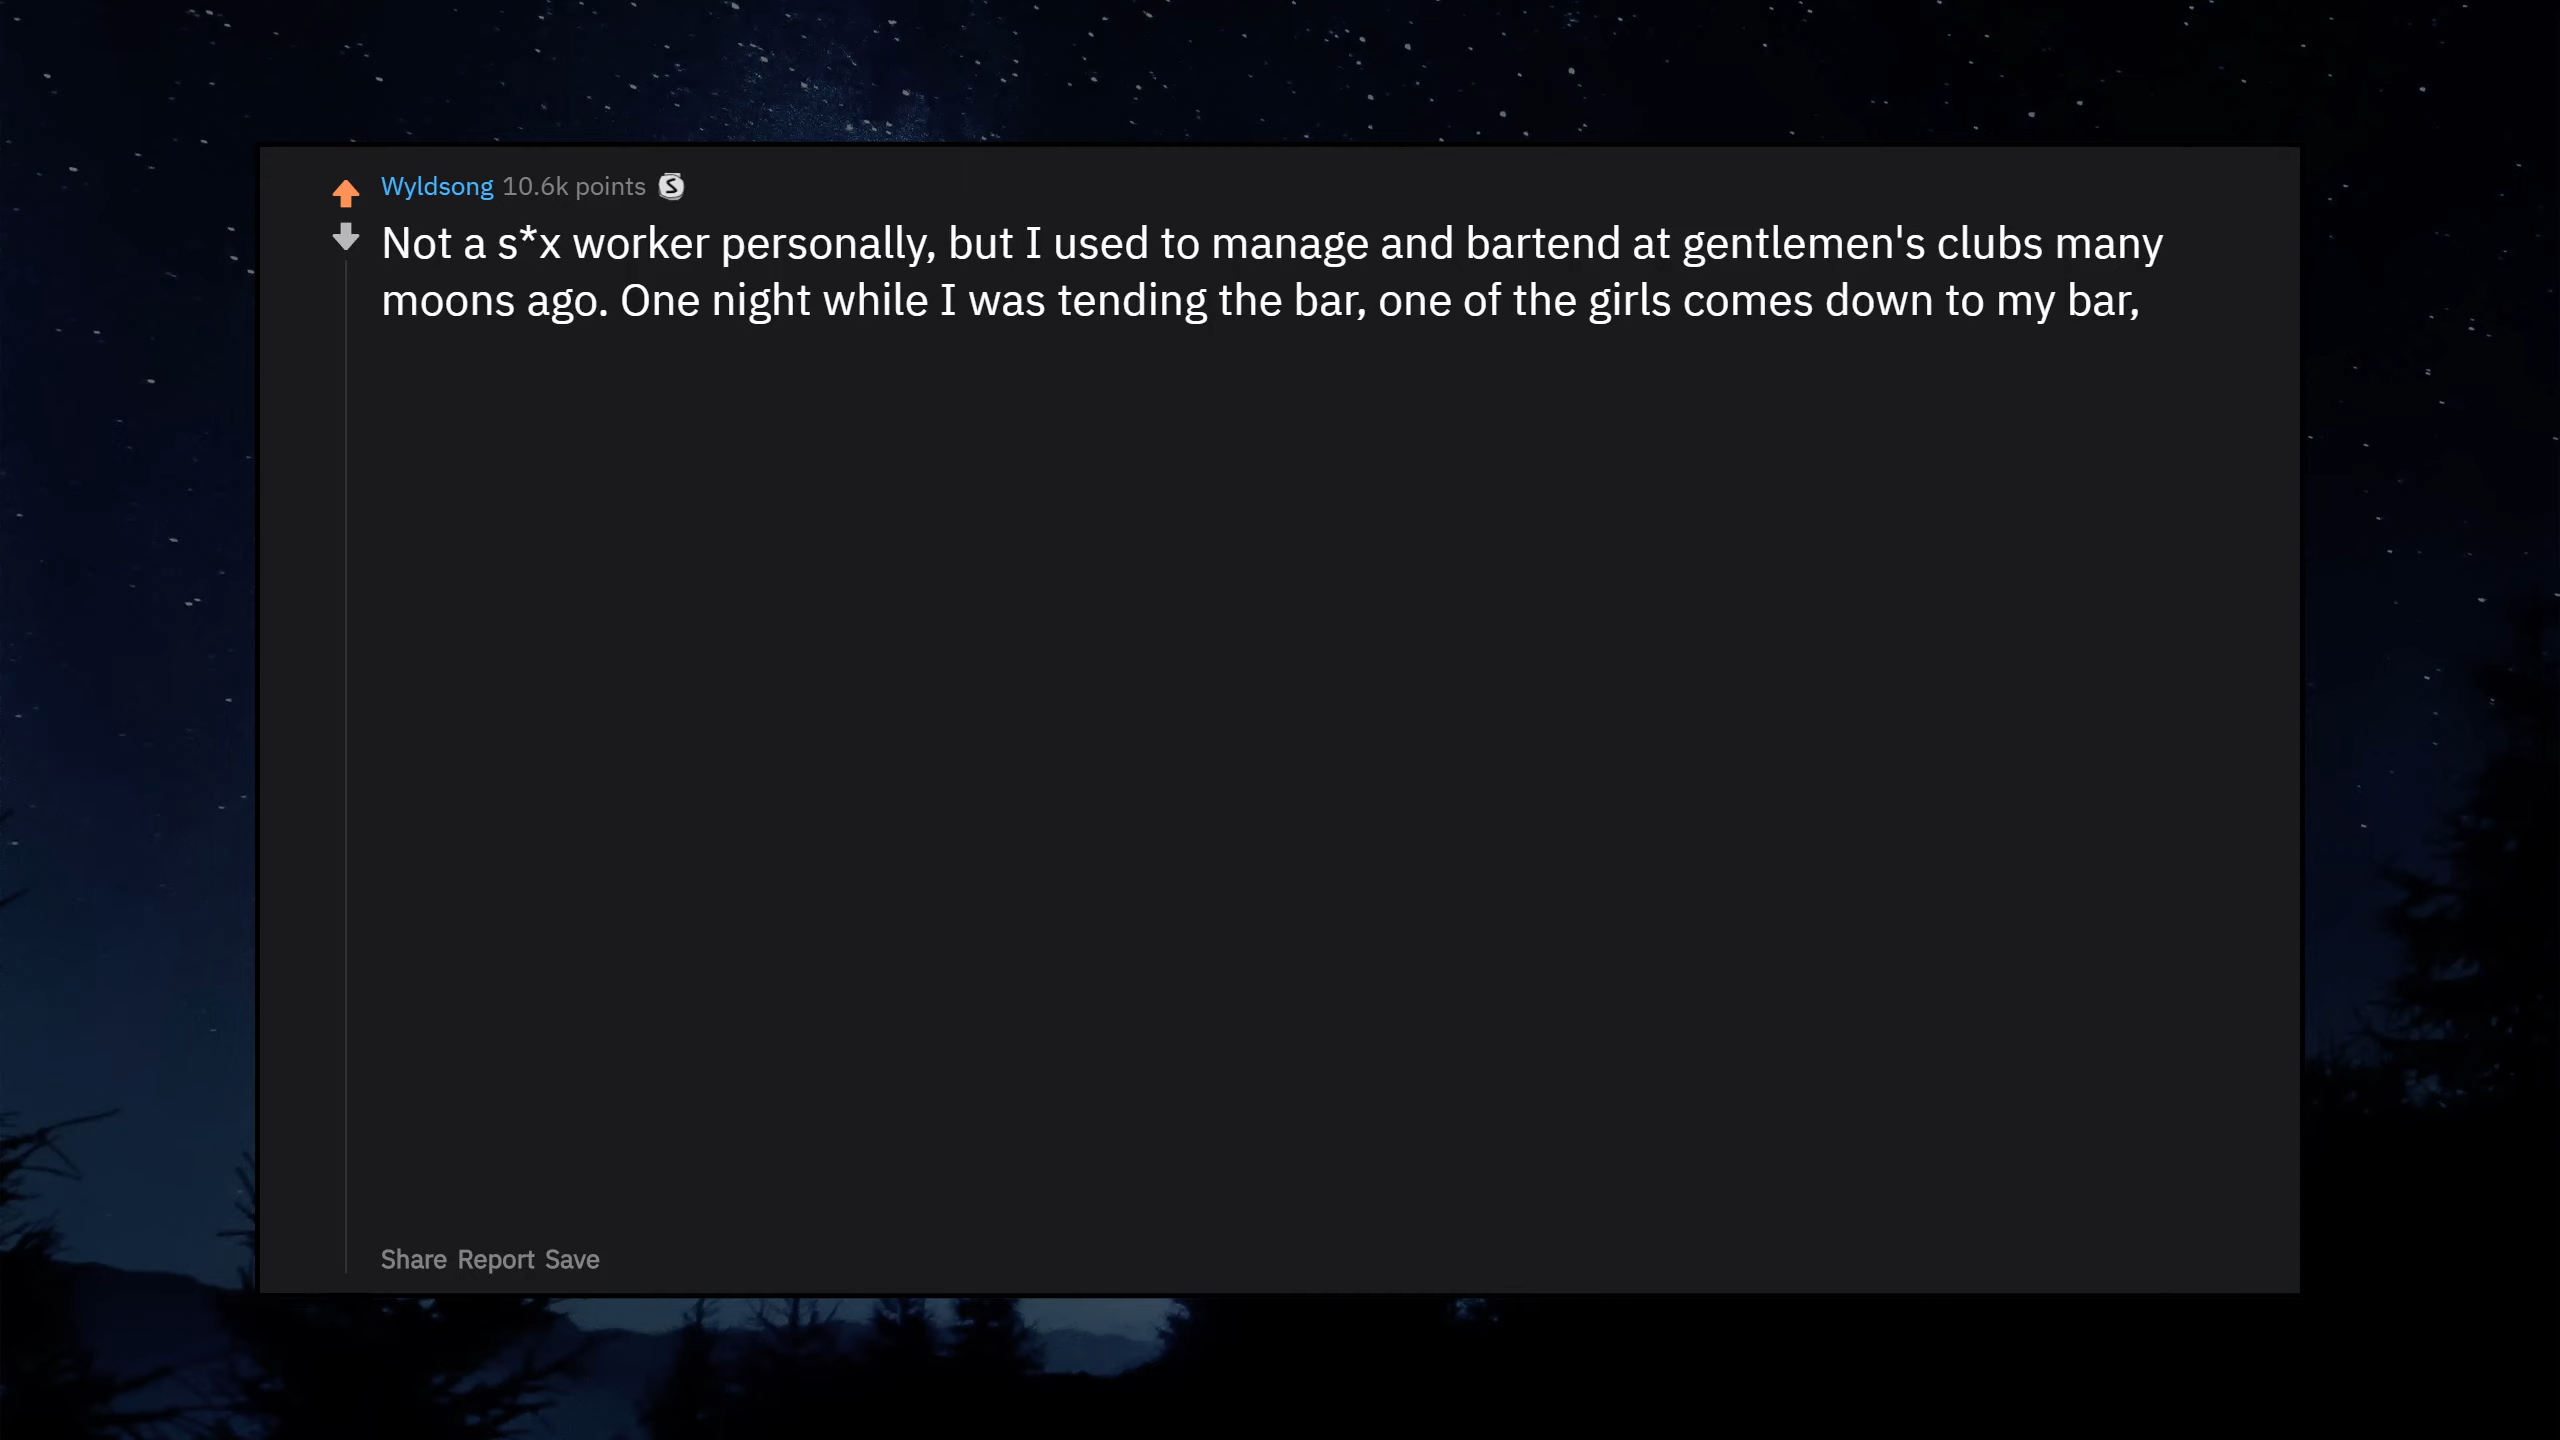 Wyldsong 10.6k points S
Not a s*x worker personally, but I used to manage and bartend at gentlemen's clubs many
moons ago. One night while I was tending the bar, one of the girls comes down to my bar,
Share Report Save